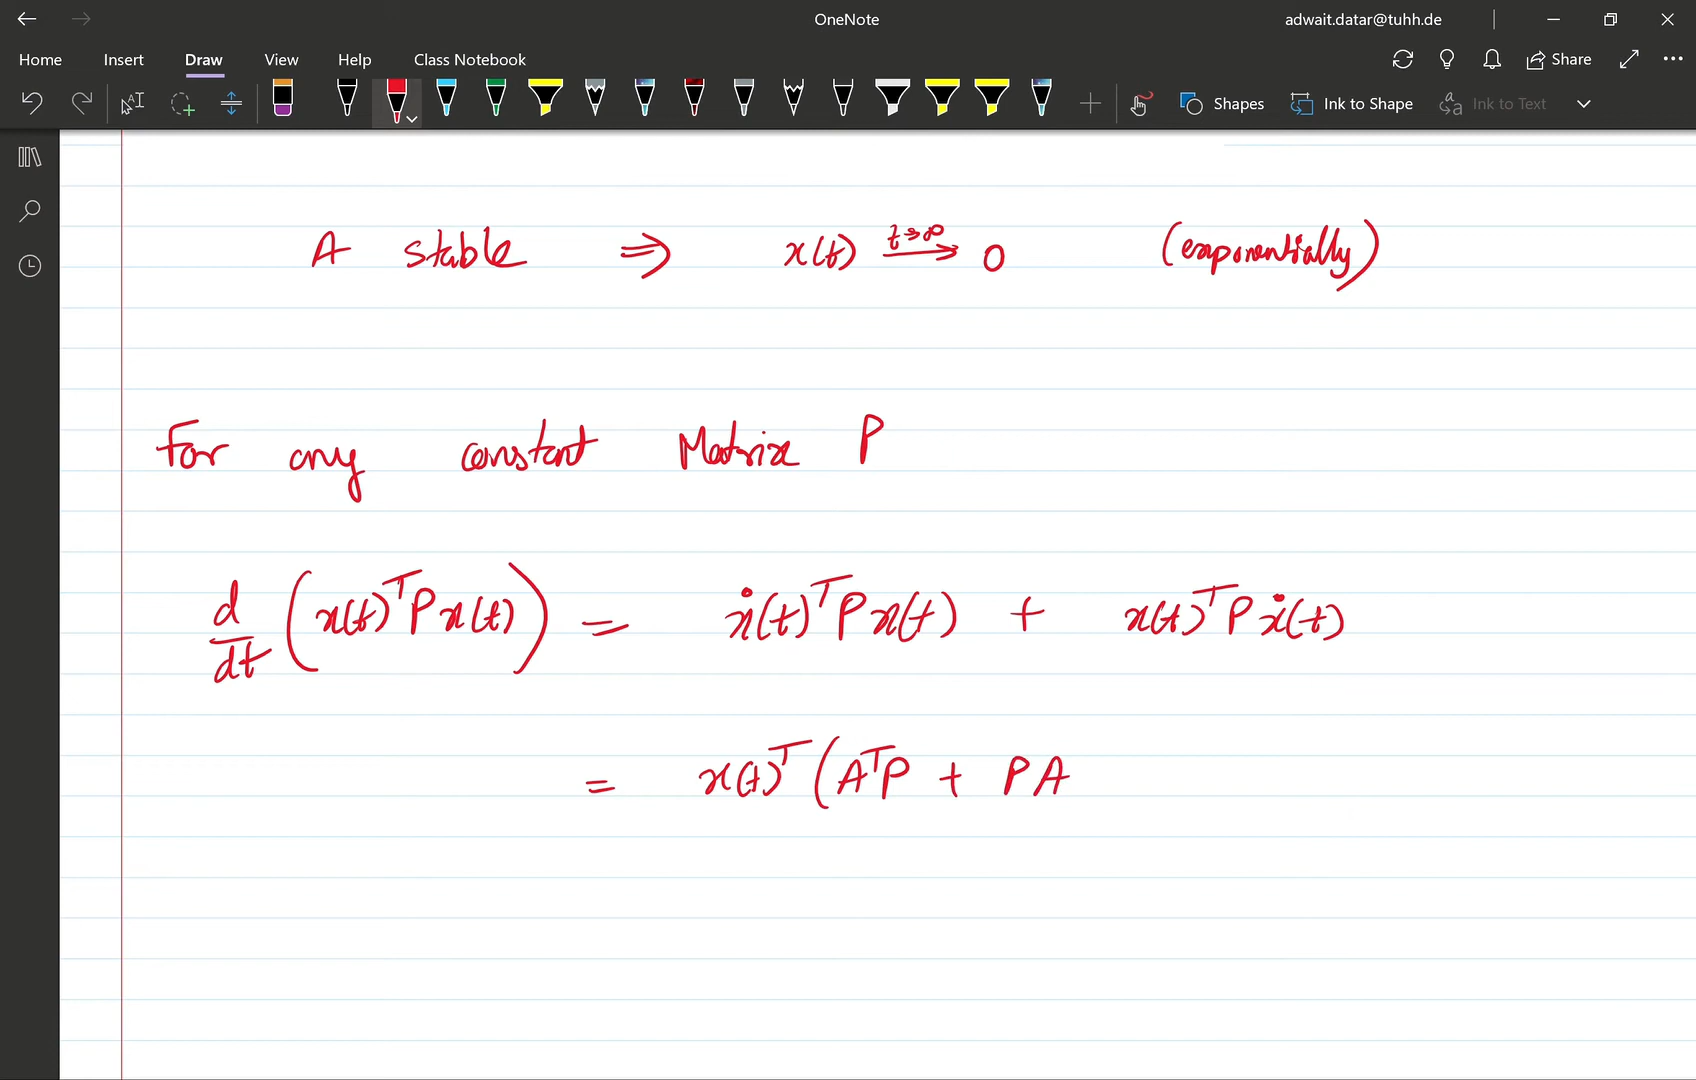 OneNote
adwait.datar@tuhh.de
Home Insert Draw View Help Class Notebook
Share
Shapes Ink to Shape Ink to Text
A stable ⇒ x(t) →^{t→∞} 0 (exponentially)
For any constant Matrix P
d/dt (x(t)ᵀPx(t)) = ẋ(t)ᵀPx(t) + x(t)ᵀPẋ(t)
= x(t)ᵀ(AᵀP + PA